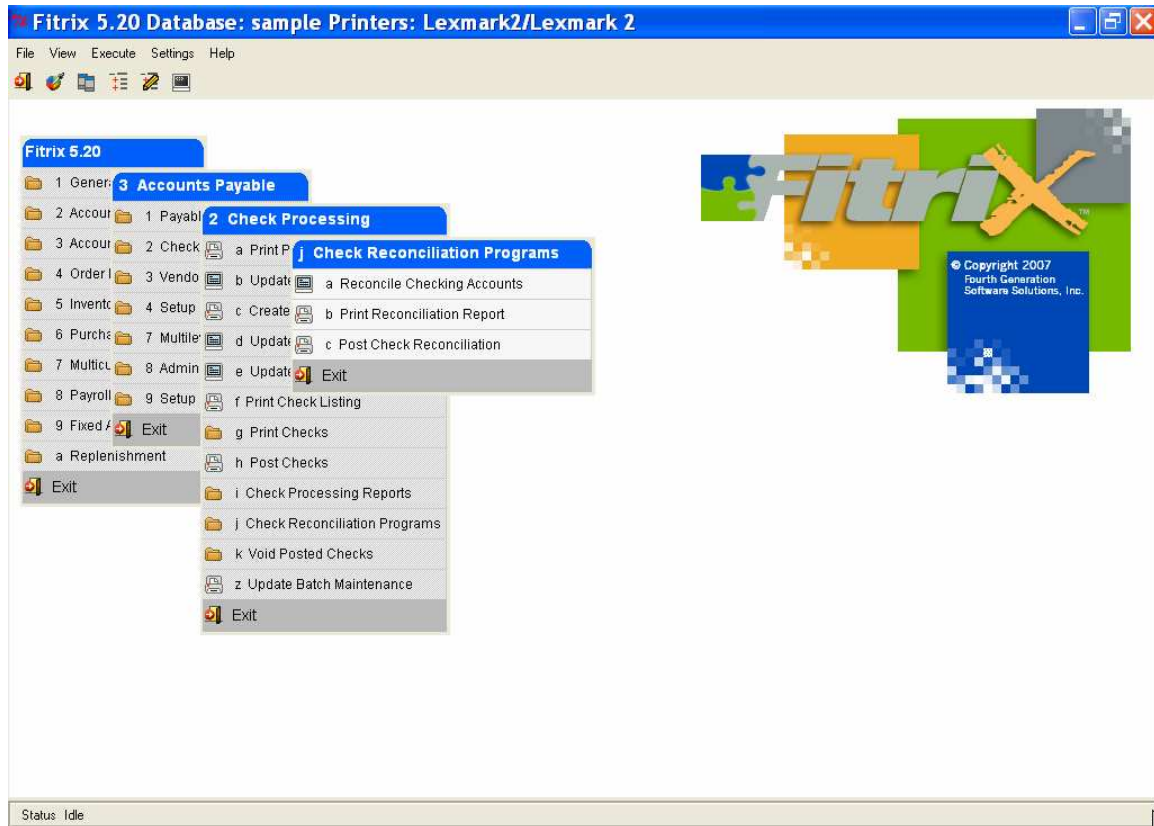 Fitrix 5.20 Database: sample Printers: Lexmark2/Lexmark 2
File View Execute Settings Help
Fitrix 5.20
1 Gener
2 Accour
3 Accour
4 Order
5 Invento
6 Purcha
7 Multicu
8 Payroll
9 Fixed
a Replenishment
Exit
3 Accounts Payable
1 Payabl
2 Check
3 Vendo
4 Setup
7 Multile
8 Admin
9 Setup
Exit
2 Check Processing
a Print P
b Update
c Create
d Update
e Update
f Print Check Listing
g Print Checks
h Post Checks
i Check Processing Reports
j Check Reconciliation Programs
k Void Posted Checks
z Update Batch Maintenance
Exit
j Check Reconciliation Programs
a Reconcile Checking Accounts
b Print Reconciliation Report
c Post Check Reconciliation
Exit
Fitrix
TM
© Copyright 2007
Fourth Generation
Software Solutions, Inc.
Status Idle